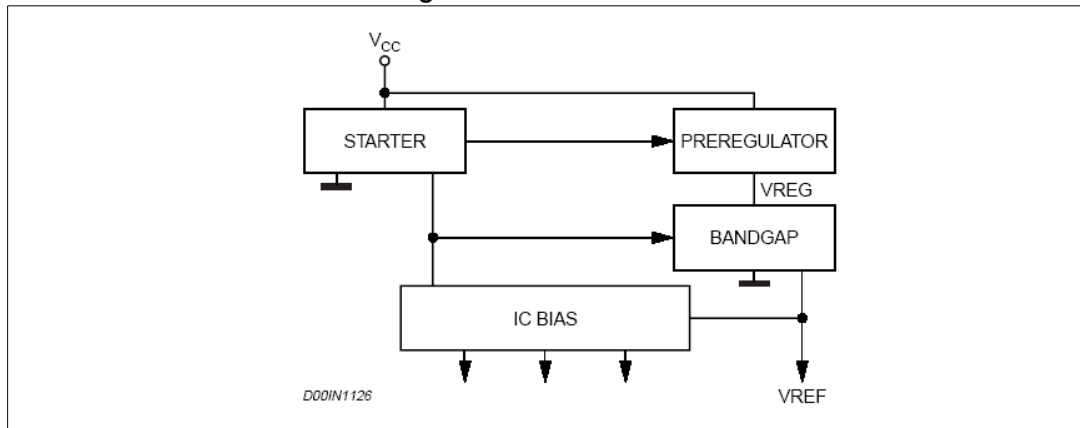 VCC
STARTER
PREREGULATOR
VREG
BANDGAP
IC BIAS
D00IN1126
VREF